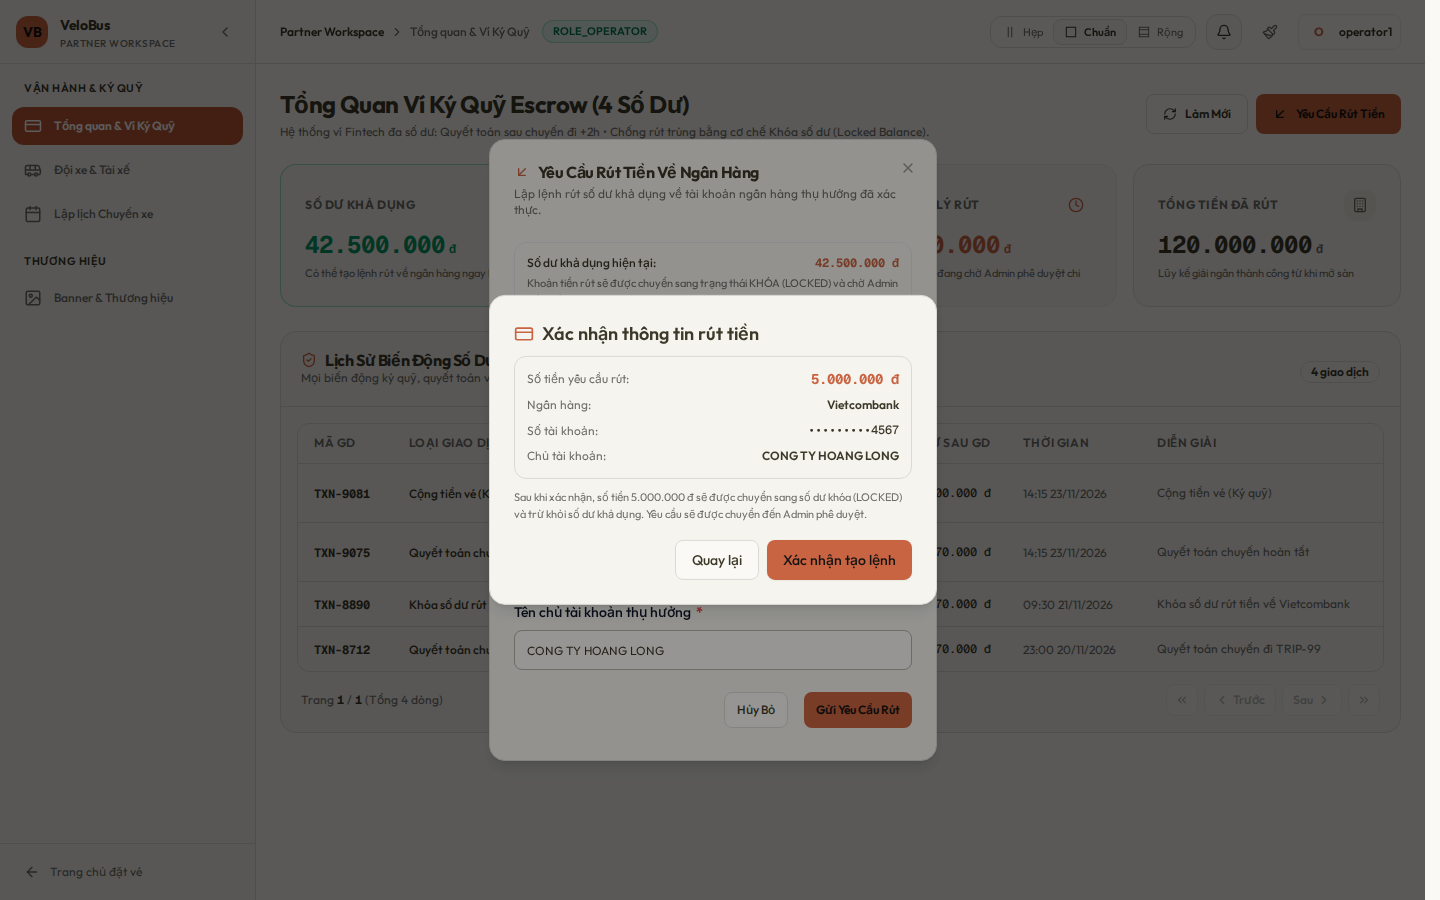 VB
VeloBus
PARTNER WORKSPACE
Partner Workspace > Tổng quan & Ví Ký Quỹ ROLE_OPERATOR
Hẹp Chuẩn Rộng
O operator1
VẬN HÀNH & KÝ QUỸ
Tổng quan & Ví Ký Quỹ
Đội xe & Tài xế
Lập lịch Chuyến xe
THƯƠNG HIỆU
Banner & Thương hiệu
Trang chủ đặt vé
Tổng Quan Ví Ký Quỹ Escrow (4 Số Dư)
Hệ thống ví Fintech đa số dư: Quyết toán sau chuyến đi +2h • Chống rút trùng bằng cơ chế Khóa số dư (Locked Balance).
Làm Mới
Yêu Cầu Rút Tiền
SỐ DƯ KHẢ DỤNG
42.500.000 đ
Có thể tạo lệnh rút về ngân hàng ngay
LÝ RÚT
0.000 đ
đang chờ Admin phê duyệt chi
TỔNG TIỀN ĐÃ RÚT
120.000.000 đ
Lũy kế giải ngân thành công từ khi mở sàn
Yêu Cầu Rút Tiền Về Ngân Hàng
Lập lệnh rút số dư khả dụng về tài khoản ngân hàng thụ hưởng đã xác
thực.
Số dư khả dụng hiện tại: 42.500.000 đ
Khoản tiền rút sẽ được chuyển sang trạng thái KHÓA (LOCKED) và chờ Admin
Xác nhận thông tin rút tiền
Số tiền yêu cầu rút: 5.000.000 đ
Ngân hàng: Vietcombank
Số tài khoản: •••••••••4567
Chủ tài khoản: CONG TY HOANG LONG
Sau khi xác nhận, số tiền 5.000.000 đ sẽ được chuyển sang số dư khóa (LOCKED)
và trừ khỏi số dư khả dụng. Yêu cầu sẽ được chuyển đến Admin phê duyệt.
Quay lại
Xác nhận tạo lệnh
Tên chủ tài khoản thụ hưởng *
CONG TY HOANG LONG
Hủy Bỏ
Gửi Yêu Cầu Rút
Lịch Sử Biến Động Số Dư
Mọi biến động ký quỹ, quyết toán v
4 giao dịch
MÃ GD LOẠI GIAO DỊ SAU GD THỜI GIAN DIỄN GIẢI
TXN-9081 Cộng tiền vé (K 00.000 đ 14:15 23/11/2026 Cộng tiền vé (Ký quỹ)
TXN-9075 Quyết toán chu 70.000 đ 14:15 23/11/2026 Quyết toán chuyến hoàn tất
TXN-8890 Khóa số dư rút 70.000 đ 09:30 21/11/2026 Khóa số dư rút tiền về Vietcombank
TXN-8712 Quyết toán chu 70.000 đ 23:00 20/11/2026 Quyết toán chuyến đi TRIP-99
Trang 1 / 1 (Tổng 4 dòng)
« ‹ Trước Sau › »